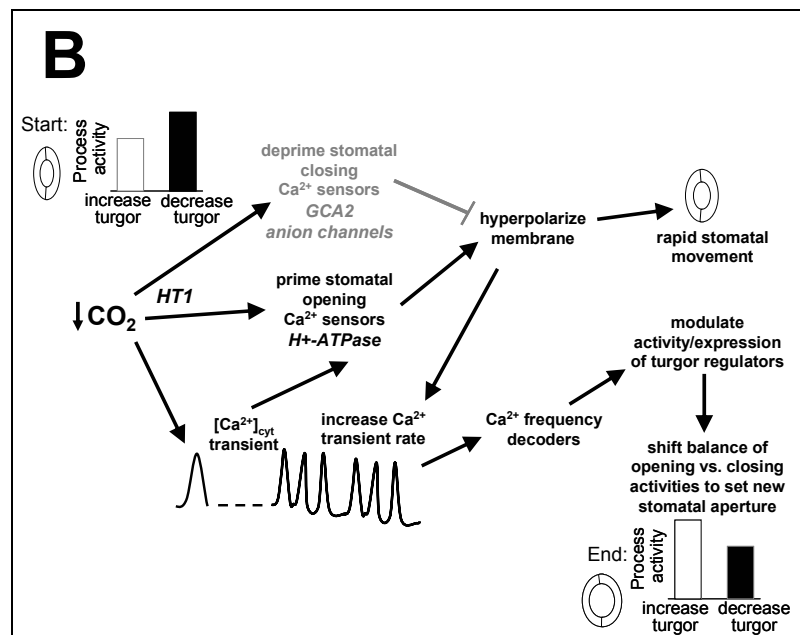 B
Start:
Process
activity
increase
turgor
decrease
turgor
deprime stomatal
closing
Ca²⁺ sensors
GCA2
anion channels
hyperpolarize
membrane
rapid stomatal
movement
↓CO₂
HT1
prime stomatal
opening
Ca²⁺ sensors
H+-ATPase
modulate
activity/expression
of turgor regulators
[Ca²⁺]cyt
transient
increase Ca²⁺
transient rate
Ca²⁺ frequency
decoders
shift balance of
opening vs. closing
activities to set new
stomatal aperture
End:
Process
activity
increase
turgor
decrease
turgor